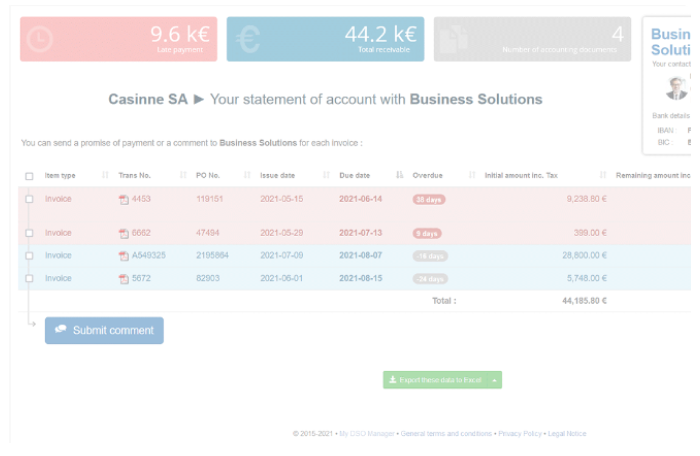 9.6 k€
Late payment
44.2 k€
Total receivable
4
Number of accounting documents
Busin
Soluti
Your contact
Bank details
IBAN
BIC :
Casinne SA ► Your statement of account with Business Solutions
You can send a promise of payment or a comment to Business Solutions for each invoice :
Item type Trans No. PO No. Issue date Due date Overdue Initial amount inc. Tax Remaining amount inc
Invoice 4453 119151 2021-05-15 2021-06-14 9,238.80 €
Invoice 6662 47494 2021-05-29 2021-07-13 9 days 399.00 €
Invoice A549325 2195864 2021-07-09 2021-08-07 28,800.00 €
Invoice 5672 82903 2021-06-01 2021-08-15 5,748.00 €
Total : 44,185.80 €
Submit comment
Export these data to Excel
© 2015-2021 • My DSO Manager • General terms and conditions • Privacy Policy • Legal Notice